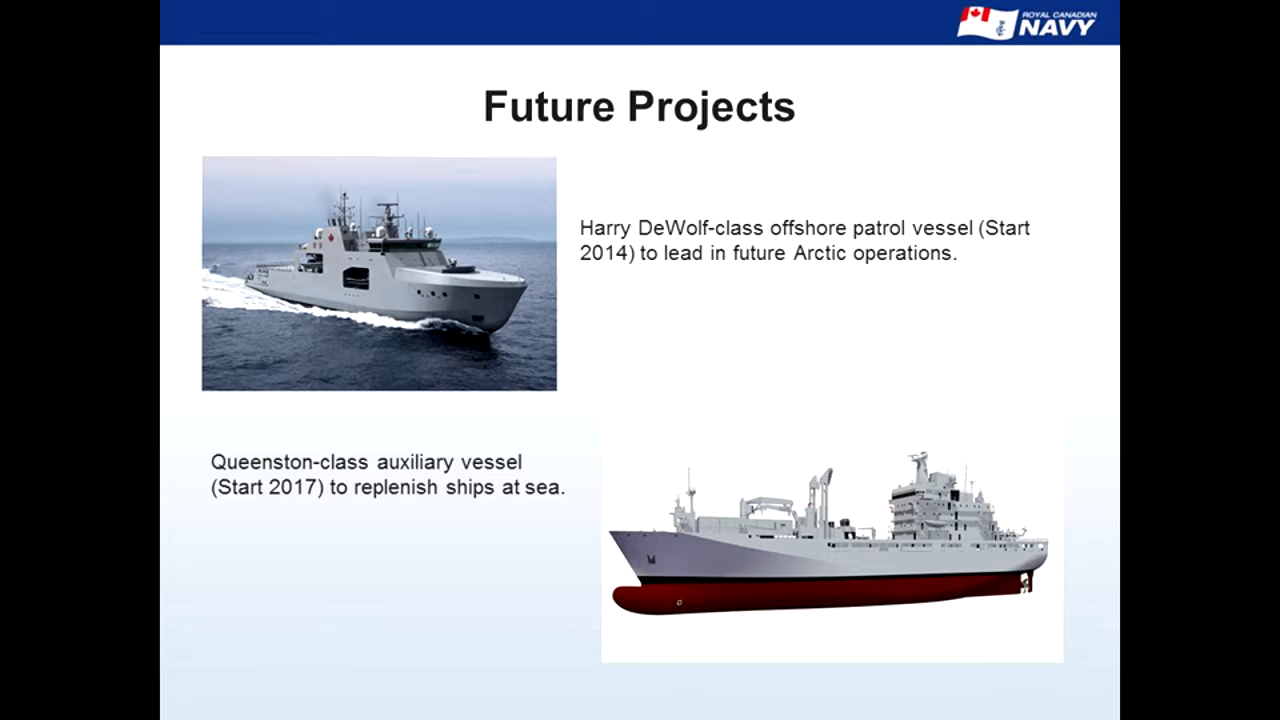 ROYAL CANADIAN
NAVY
Future Projects
Harry DeWolf-class offshore patrol vessel (Start
2014) to lead in future Arctic operations.
Queenston-class auxiliary vessel
(Start 2017) to replenish ships at sea.